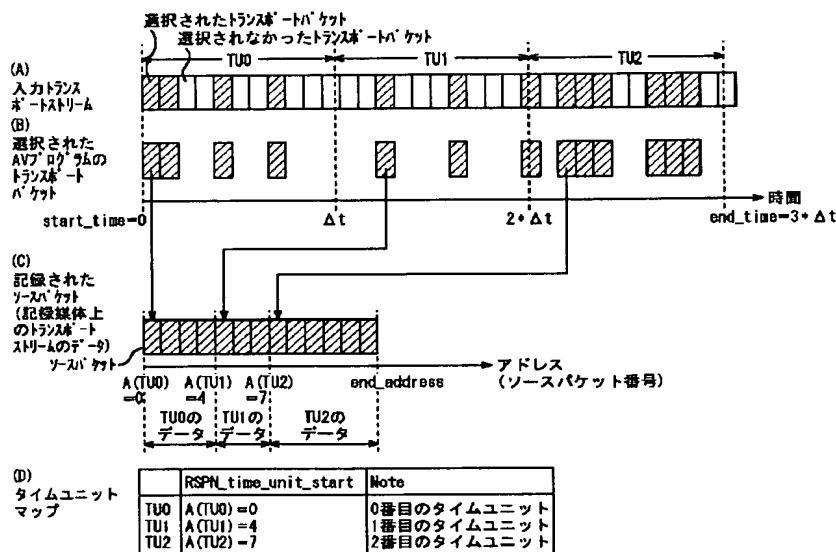 選択されたトランスポートパケット
選択されなかったトランスポートパケット
TU0 TU1 TU2
(A)
入力トランス
ポートストリーム
(B)
選択された
AVプログラムの
トランスポート
パケット
時間
start_time=0 Δt 2*Δt end_time=3*Δt
(C)
記録された
ソースパケット
(記録媒体上
のトランスポート
ストリームのデータ)
ソースパケット
アドレス
(ソースパケット番号)
A(TU0) A(TU1) A(TU2) end_address
=0 =4 =7
TU0の TU1の TU2の
データ データ データ
(D)
タイムユニット
マップ
RSPN_time_unit_start Note
TU0 A(TU0)=0 0番目のタイムユニット
TU1 A(TU1)=4 1番目のタイムユニット
TU2 A(TU2)=7 2番目のタイムユニット